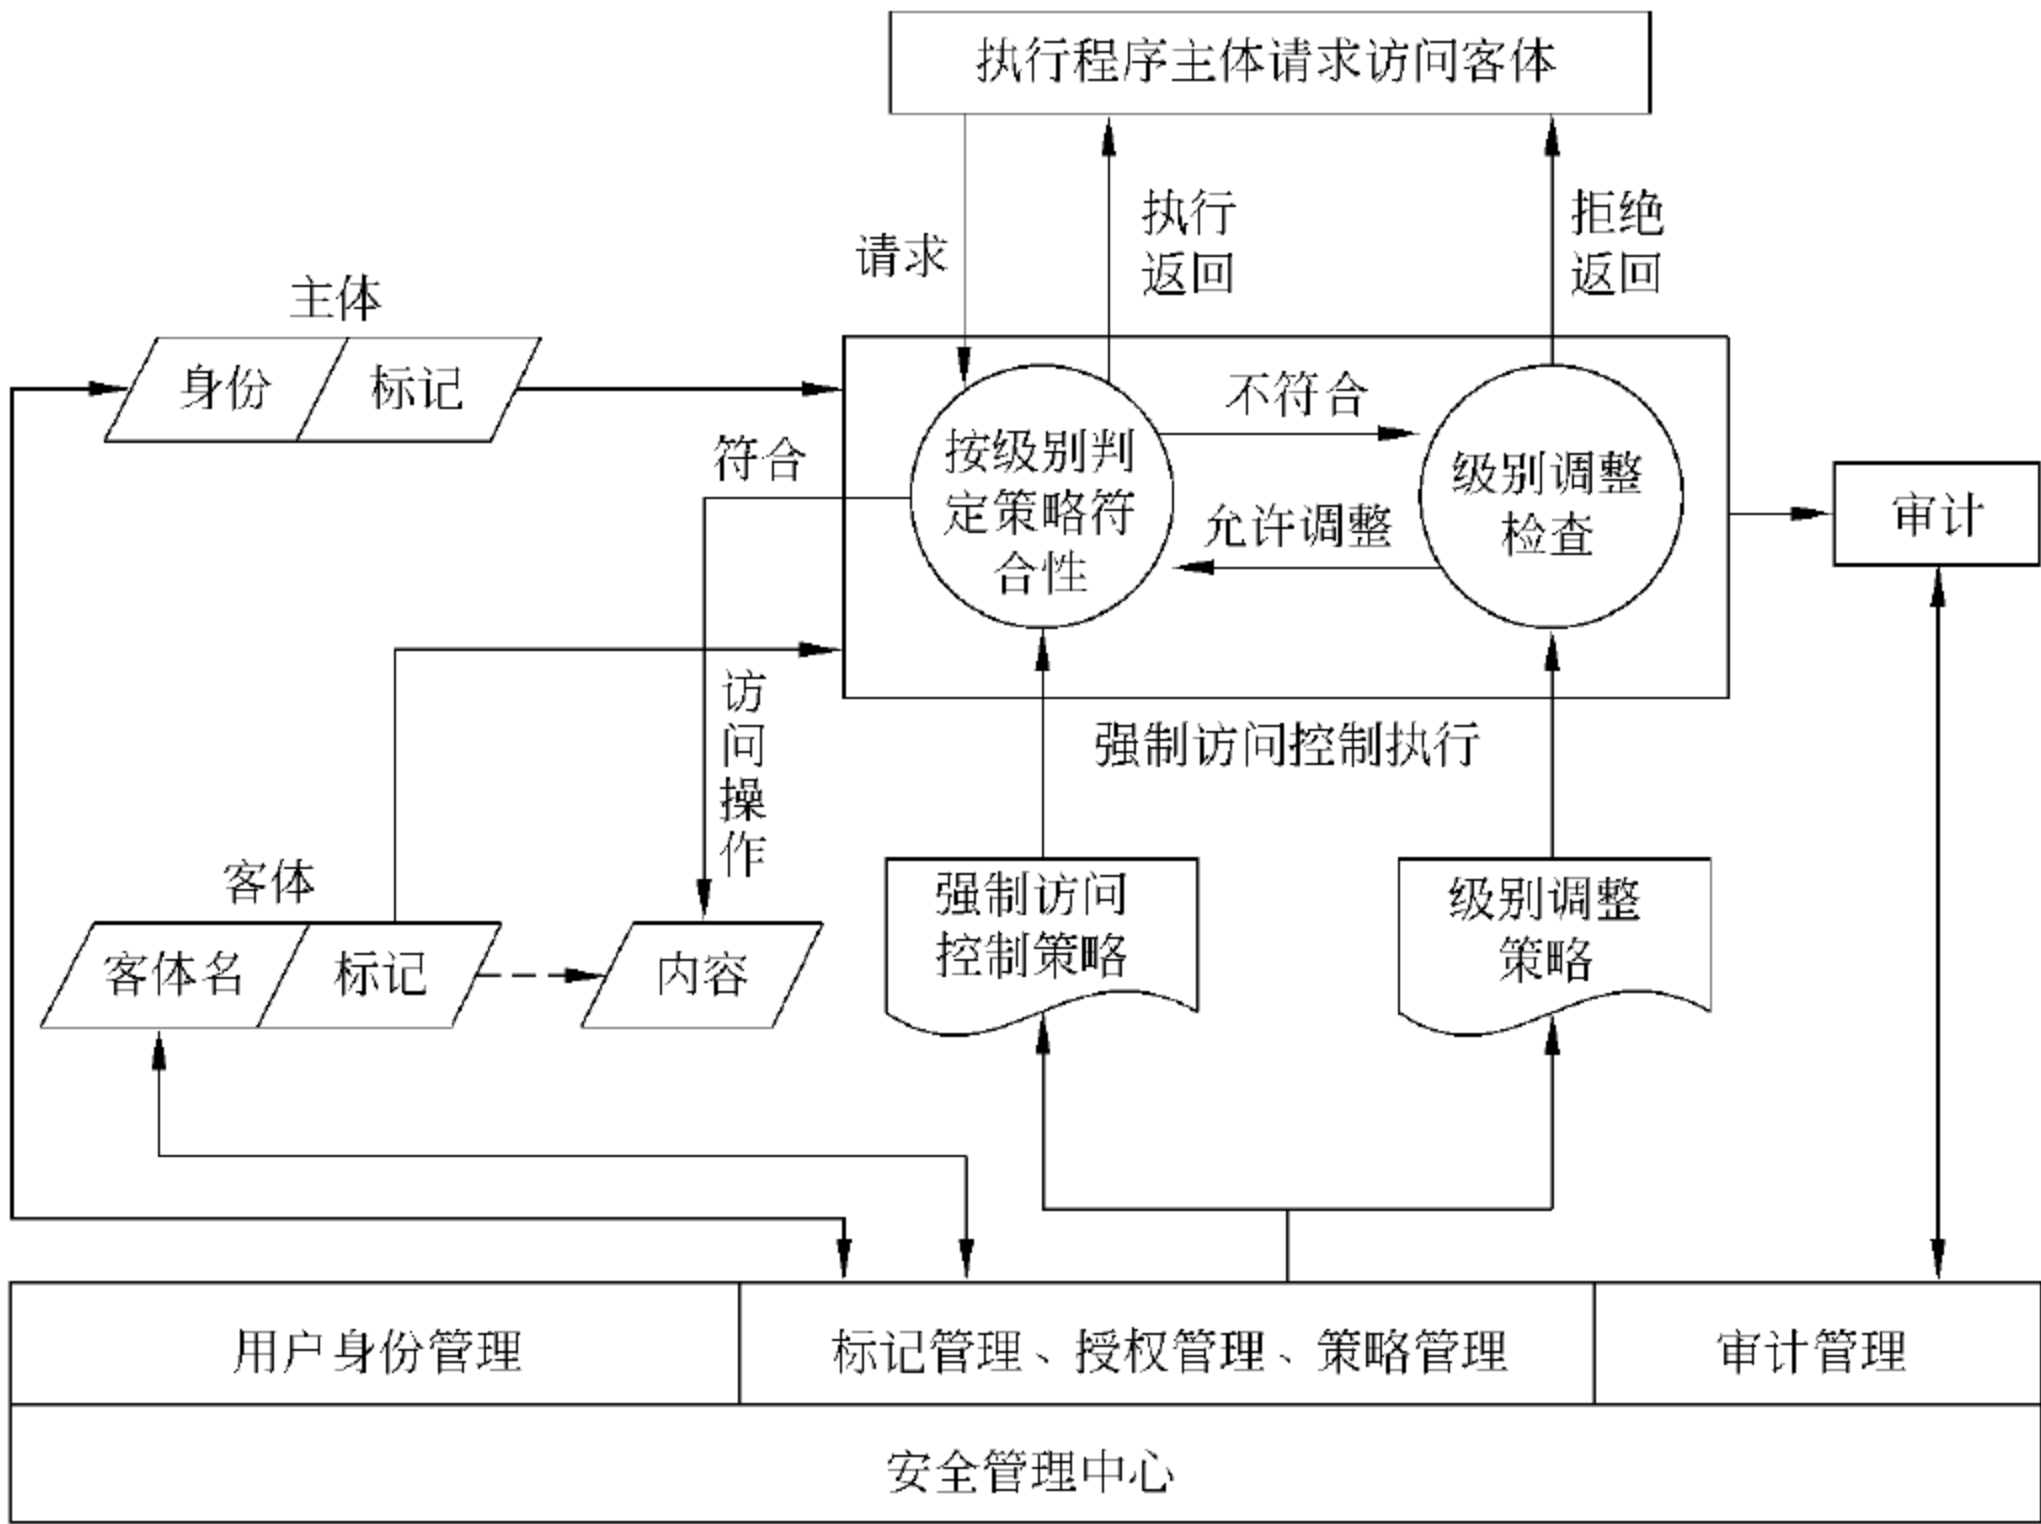 执行程序主体请求访问客体
请求
执行
返回
拒绝
返回
主体
身份
标记
符合
按级别判
定策略符
合性
不符合
允许调整
级别调整
检查
审计
访问操作
强制访问控制执行
客体
客体名
标记
内容
强制访问
控制策略
级别调整
策略
用户身份管理
标记管理、授权管理、策略管理
审计管理
安全管理中心